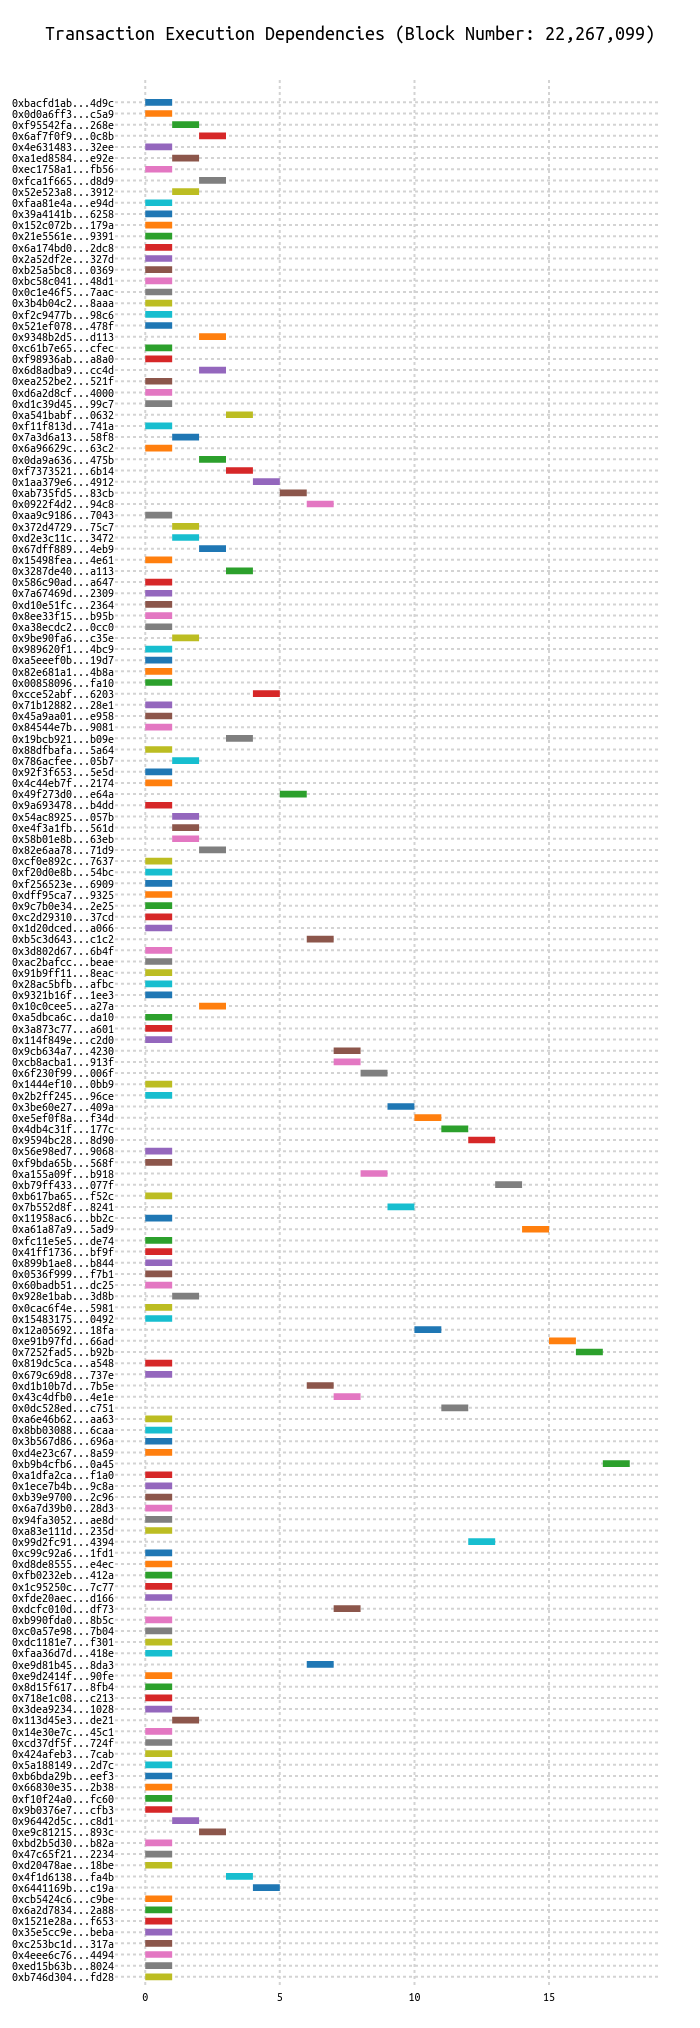 Transaction Execution Dependencies (Block Number: 22,267,099)
0xbacfd1ab...4d9c
0x0d0a6ff3...c5a9
0xf95542fa...268e
0x6af7f0f9...0c8b
0x4e631483...32ee
0xa1ed8584...e92e
0xec1758a1...fb56
0xfca1f665...d8d9
0x52e523a8...3912
0xfaa81e4a...e94d
0x39a4141b...6258
0x152c072b...179a
0x21e5561e...9391
0x6a174bd0...2dc8
0x2a52df2e...327d
0xb25a5bc8...0369
0xbc58c041...48d1
0x0c1e46f5...7aac
0x3b4b04c2...8aaa
0xf2c9477b...98c6
0x521ef078...478f
0x9348b2d5...d113
0xc61b7e65...cfec
0xf98936ab...a8a0
0x6d8adba9...cc4d
0xea252be2...521f
0xd6a2d8cf...4000
0xd1c39d45...99c7
0xa541babf...0632
0xf11f813d...741a
0x7a3d6a13...58f8
0x6a96629c...63c2
0x0da9a636...475b
0xf7373521...6b14
0x1aa379e6...4912
0xab735fd5...83cb
0x0922f4d2...94c8
0xaa9c9186...7043
0x372d4729...75c7
0xd2e3c11c...3472
0x67dff889...4eb9
0x15498fea...4e61
0x3287de40...a113
0x586c90ad...a647
0x7a67469d...2309
0xd10e51fc...2364
0x8ee33f15...b95b
0xa38ecdc2...0cc0
0x9be90fa6...c35e
0x989620f1...4bc9
0xa5eeef0b...19d7
0x82e681a1...4b8a
0x00858096...fa10
0xcce52abf...6203
0x71b12882...28e1
0x45a9aa01...e958
0x84544e7b...9081
0x19bcb921...b09e
0x88dfbafa...5a64
0x786acfee...05b7
0x92f3f653...5e5d
0x4c44eb7f...2174
0x49f273d0...e64a
0x9a693478...b4dd
0x54ac8925...057b
0xe4f3a1fb...561d
0x58b01e8b...63eb
0x82e6aa78...71d9
0xcf0e892c...7637
0xf20d0e8b...54bc
0xf256523e...6909
0xdff95ca7...9325
0x9c7b0e34...2e25
0xc2d29310...37cd
0x1d20dced...a066
0xb5c3d643...c1c2
0x3d802d67...6b4f
0xac2bafcc...beae
0x91b9ff11...8eac
0x28ac5bfb...afbc
0x9321b16f...1ee3
0x10c0cee5...a27a
0xa5dbca6c...da10
0x3a873c77...a601
0x114f849e...c2d0
0x9cb634a7...4230
0xcb8acba1...913f
0x6f230f99...006f
0x1444ef10...0bb9
0x2b2ff245...96ce
0x3be60e27...409a
0xe5ef0f8a...f34d
0x4db4c31f...177c
0x9594bc28...8d90
0x56e98ed7...9068
0xf9bda65b...568f
0xa155a09f...b918
0xb79ff433...077f
0xb617ba65...f52c
0x7b552d8f...8241
0x11958ac6...bb2c
0xa61a87a9...5ad9
0xfc11e5e5...de74
0x41ff1736...bf9f
0x899b1ae8...b844
0x0536f999...f7b1
0x60badb51...dc25
0x928e1bab...3d8b
0x0cac6f4e...5981
0x15483175...0492
0x12a05692...18fa
0xe91b97fd...66ad
0x7252fad5...b92b
0x819dc5ca...a548
0x679c69d8...737e
0xd1b10b7d...7b5e
0x43c4dfb0...4e1e
0x0dc528ed...c751
0xa6e46b62...aa63
0x8bb03088...6caa
0x3b567d86...696a
0xd4e23c67...8a59
0xb9b4cfb6...0a45
0xa1dfa2ca...f1a0
0x1ece7b4b...9c8a
0xb39e9700...2c96
0x6a7d39b0...28d3
0x94fa3052...ae8d
0xa83e111d...235d
0x99d2fc91...4394
0xc99c92a6...1fd1
0xd8de8555...e4ec
0xfb0232eb...412a
0x1c95250c...7c77
0xfde20aec...d166
0xdcfc010d...df73
0xb990fda0...8b5c
0xc0a57e98...7b04
0xdc1181e7...f301
0xfaa36d7d...418e
0xe9d81b45...8da3
0xe9d2414f...90fe
0x8d15f617...8fb4
0x718e1c08...c213
0x3dea9234...1028
0x113d45e3...de21
0x14e30e7c...45c1
0xcd37df5f...724f
0x424afeb3...7cab
0x5a188149...2d7c
0xb6bda29b...eef3
0x66830e35...2b38
0xf10f24a0...fc60
0x9b0376e7...cfb3
0x96442d5c...c8d1
0xe9c81215...893c
0xbd2b5d30...b82a
0x47c65f21...2234
0xd20478ae...18be
0x4f1d6138...fa4b
0x6441169b...c19a
0xcb5424c6...c9be
0x6a2d7834...2a88
0x1521e28a...f653
0x35e5cc9e...beba
0xc253bc1d...317a
0x4eee6c76...4494
0xed15b63b...8024
0xb746d304...fd28
0 5 10 15